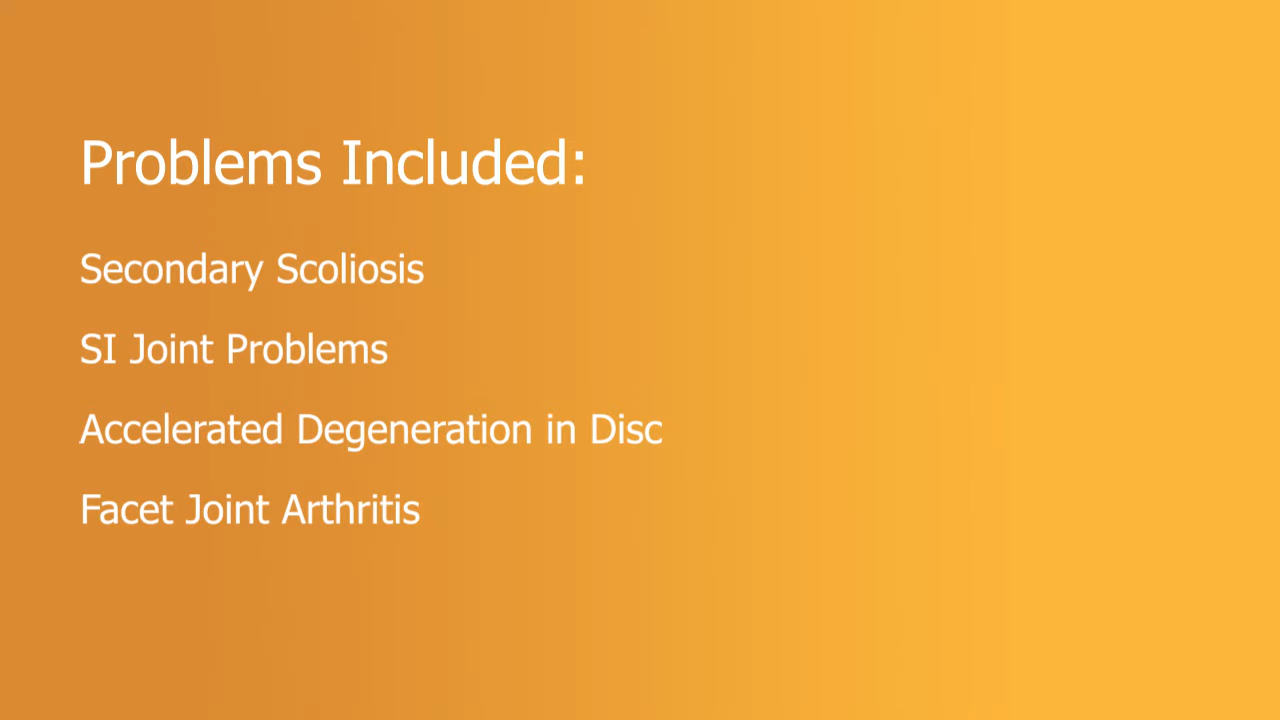 Problems Included:
Secondary Scoliosis
SI Joint Problems
Accelerated Degeneration in Disc
Facet Joint Arthritis